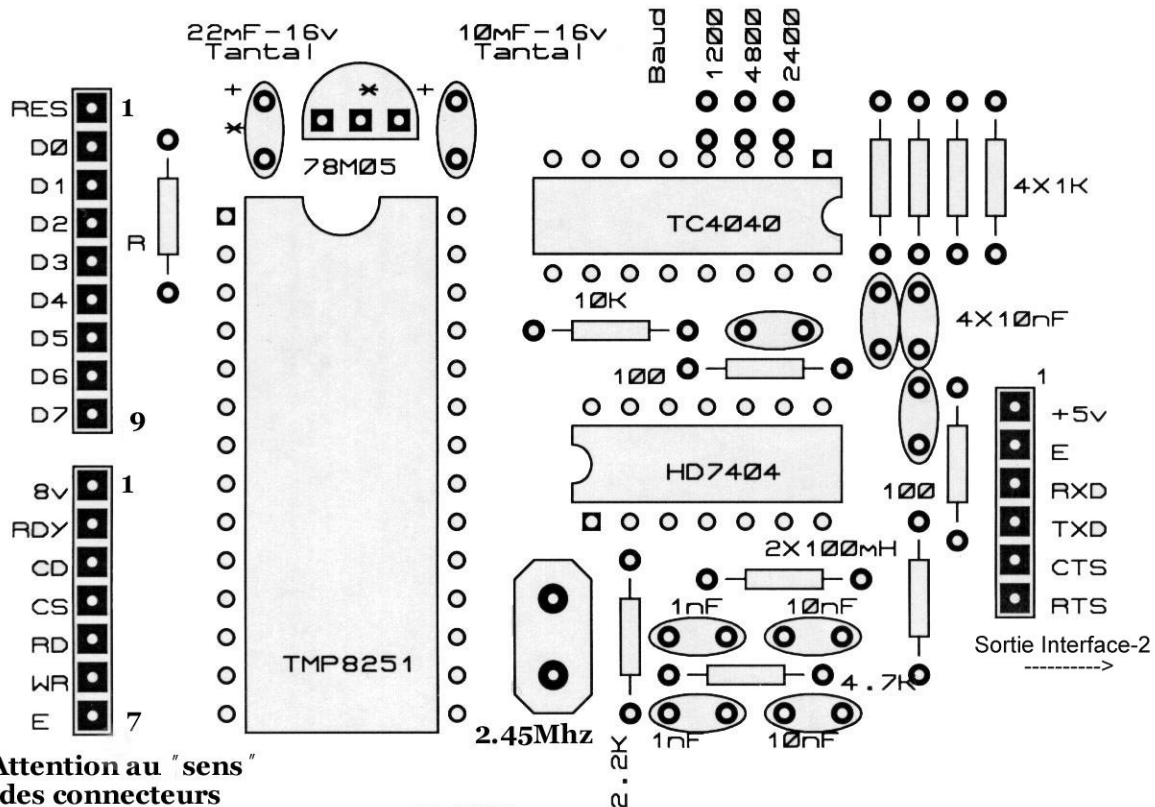 22mF-16v
Tantal
10mF-16v
Tantal
Baud
1200
4800
2400
+
+
RES
1
D0
D1
D2
D3
D4
D5
D6
D7
9
R
78M05
TC4040
4X1K
10K
4X10nF
100
1
+5v
E
RXD
TXD
CTS
RTS
HD7404
100
8v
1
RDY
CD
CS
RD
WR
E
7
TMP8251
2X100mH
1nF
10nF
4.7K
1nF
10nF
2.45Mhz
2.2K
Sortie Interface-2
---------->
Attention au "sens"
des connecteurs